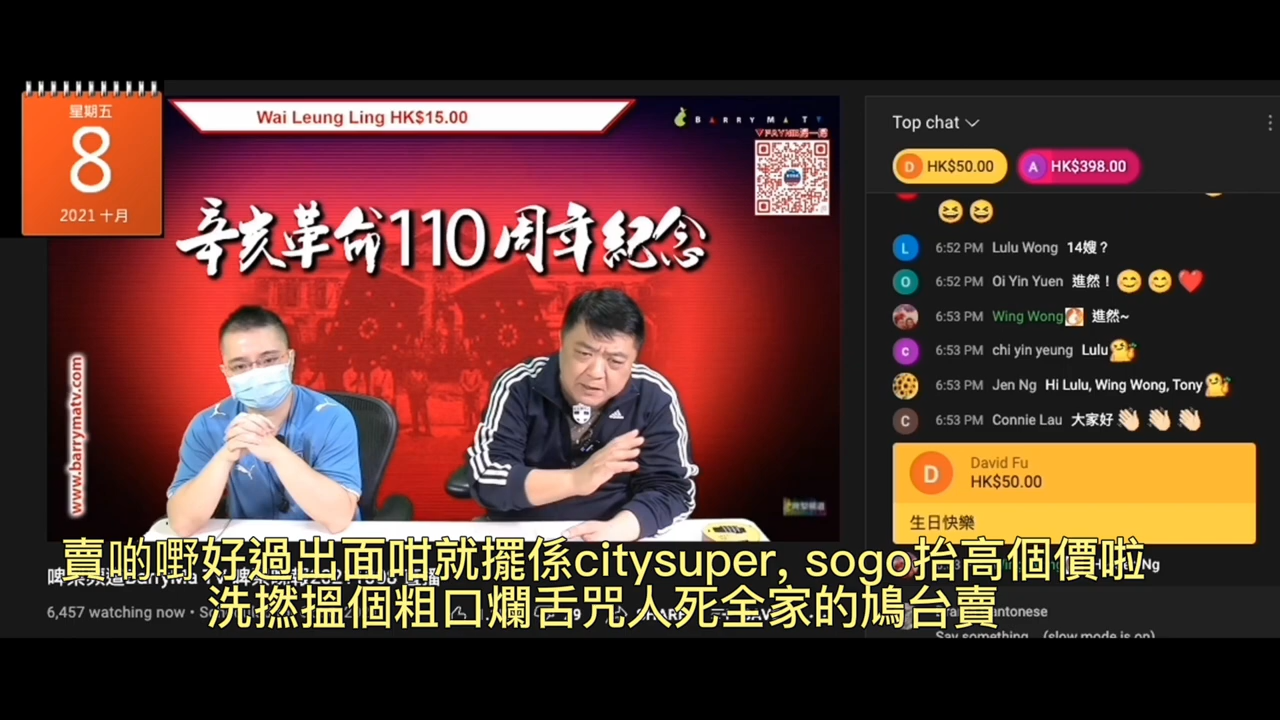 星期五
8
2021 十月
Wai Leung Ling HK$15.00
BARRYMATV
辛亥革命110周年紀念
www.barrymatv.com
Top chat
D HK$50.00
A HK$398.00
L 6:52 PM Lulu Wong 14嫂？
O 6:52 PM Oi Yin Yuen 進然！
6:53 PM Wing Wong 進然~
c 6:53 PM chi yin yeung Lulu
6:53 PM Jen Ng Hi Lulu, Wing Wong, Tony
C 6:53 PM Connie Lau 大家好
D David Fu
HK$50.00
生日快樂
賣啲嘢好過出面咁就擺係citysuper, sogo抬高個價啦
洗撚搵個粗口爛舌咒人死全家的鳩台賣
6,457 watching now
Say something... (slow mode is on)